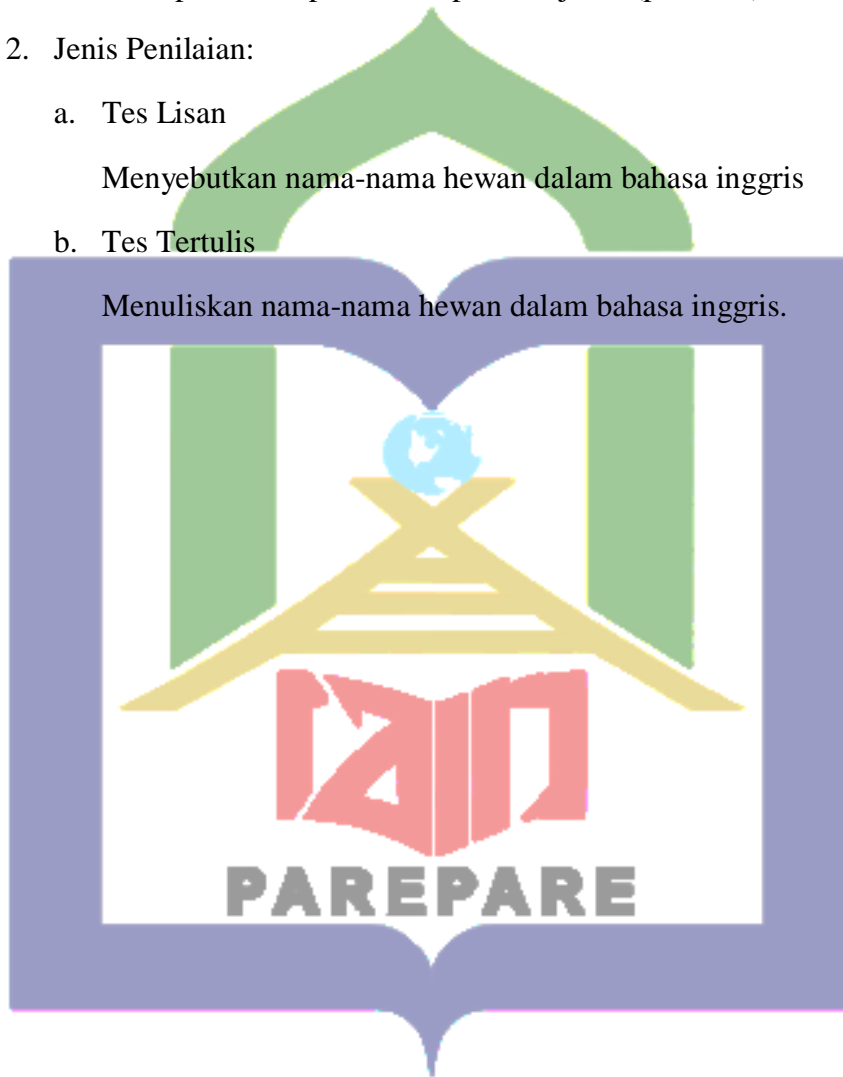 2. Jenis Penilaian:
a. Tes Lisan
Menyebutkan nama-nama hewan dalam bahasa inggris
b. Tes Tertulis
Menuliskan nama-nama hewan dalam bahasa inggris.
iain
PAREPARE